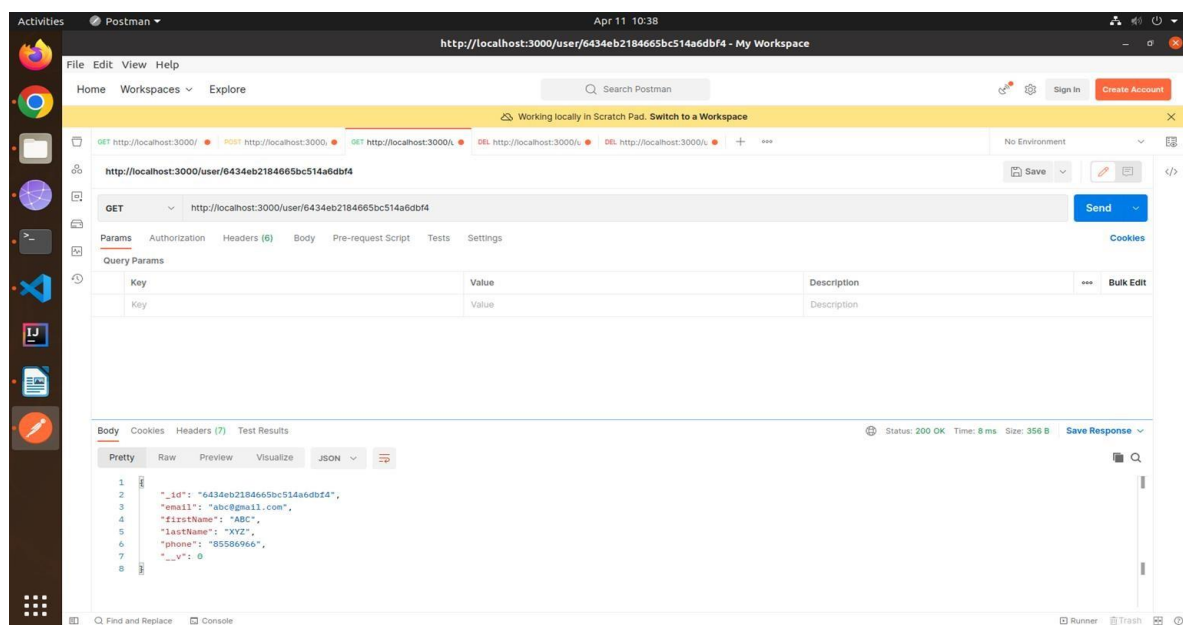 Activities Postman Apr 11 10:38
http://localhost:3000/user/6434eb2184665bc514a6dbf4 - My Workspace
File Edit View Help
Home Workspaces Explore Search Postman Sign In Create Account
Working locally in Scratch Pad. Switch to a Workspace
GET http://localhost:3000/ POST http://localhost:3000/ GET http://localhost:3000/u DEL http://localhost:3000/u DEL http://localhost:3000/u No Environment
http://localhost:3000/user/6434eb2184665bc514a6dbf4 Save
GET http://localhost:3000/user/6434eb2184665bc514a6dbf4 Send
Params Authorization Headers (6) Body Pre-request Script Tests Settings Cookies
Query Params
Key Value Description Bulk Edit
Key Value Description
Body Cookies Headers (7) Test Results Status: 200 OK Time: 8 ms Size: 356 B Save Response
Pretty Raw Preview Visualize JSON
1 {
2 "_id": "6434eb2184665bc514a6dbf4",
3 "email": "abc@gmail.com",
4 "firstName": "ABC",
5 "lastName": "XYZ",
6 "phone": "85586966",
7 "__v": 0
8 }
Find and Replace Console Runner Trash